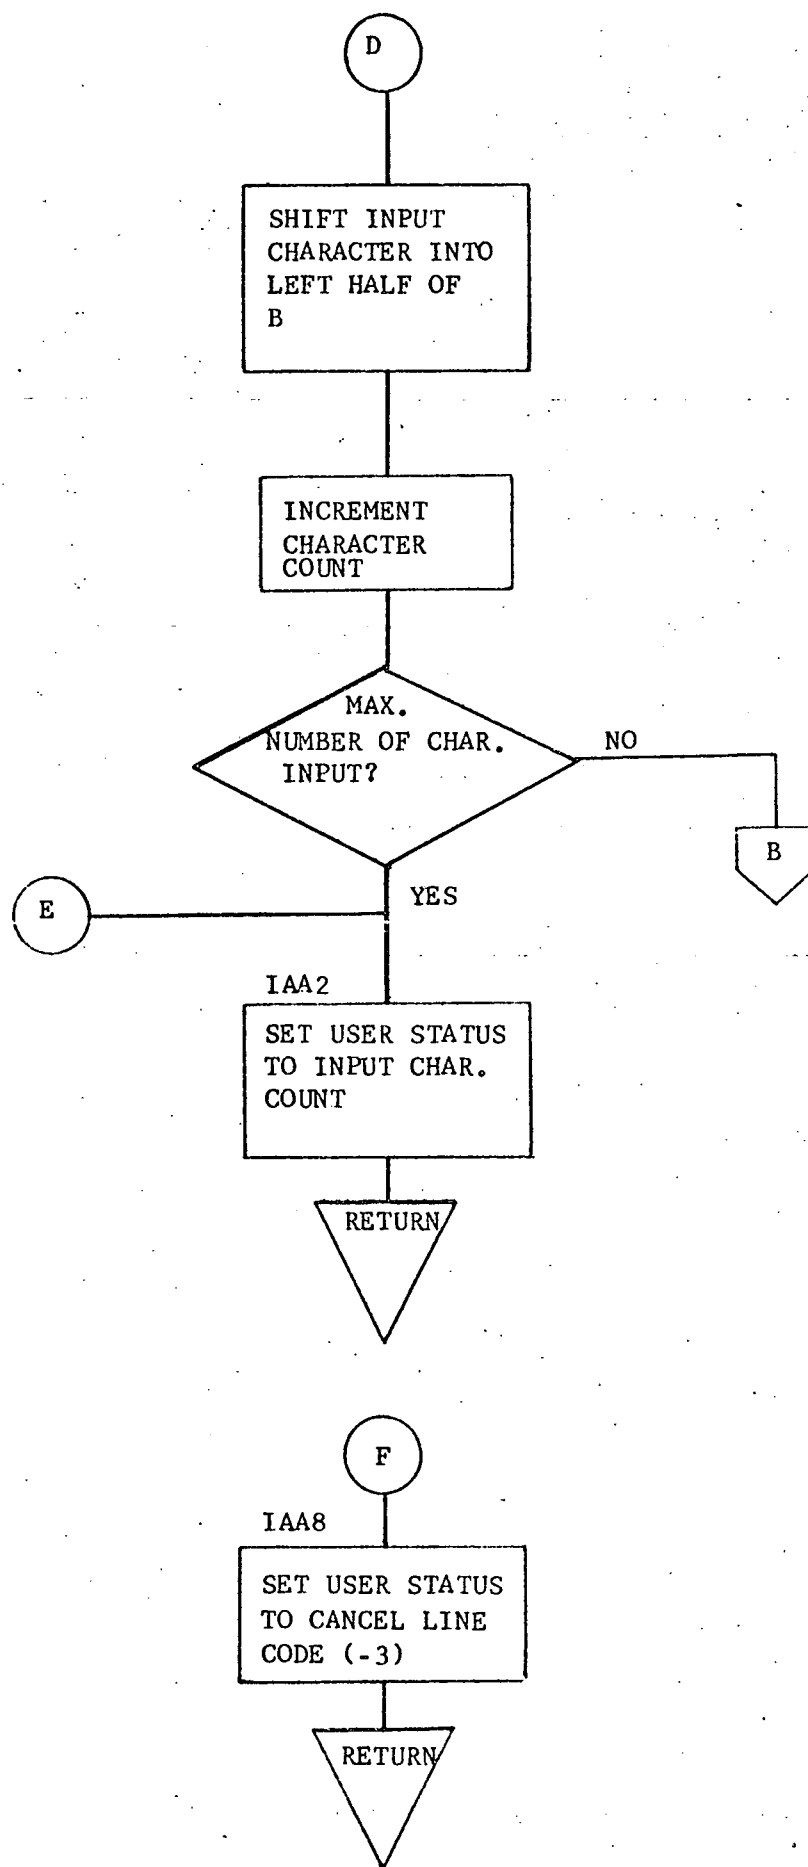 D
SHIFT INPUT
CHARACTER INTO
LEFT HALF OF
B
INCREMENT
CHARACTER
COUNT
MAX.
NUMBER OF CHAR.
INPUT?
NO
B
YES
E
IAA2
SET USER STATUS
TO INPUT CHAR.
COUNT
RETURN
F
IAA8
SET USER STATUS
TO CANCEL LINE
CODE (-3)
RETURN